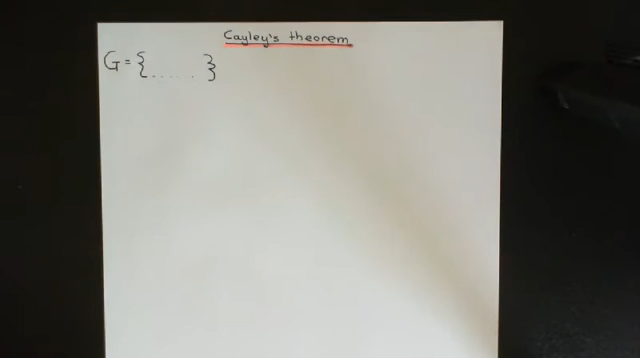 Cayley's theorem
G = { ...... }